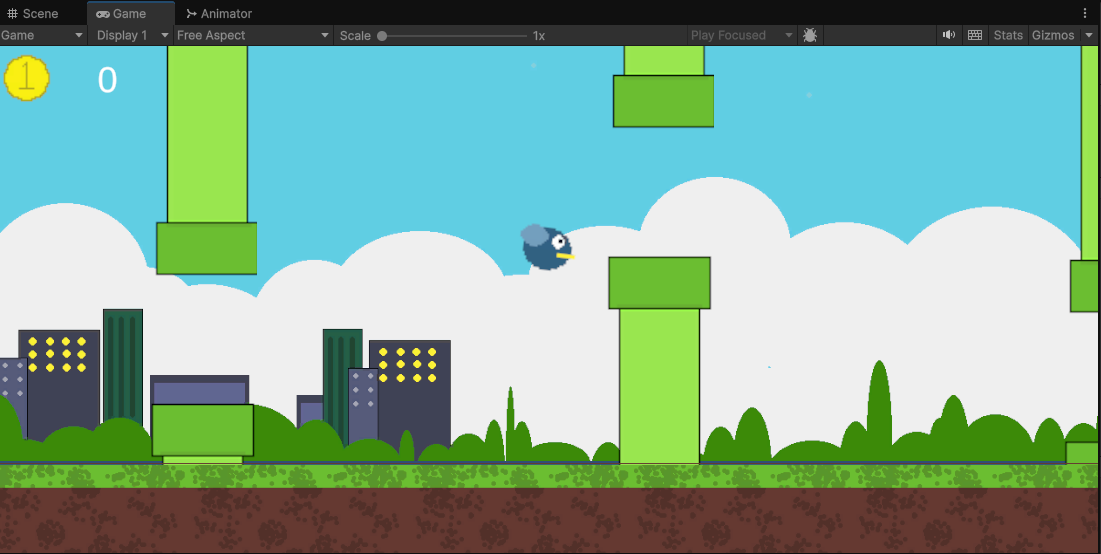 Scene Game Animator
Game Display 1 Free Aspect Scale 1x Play Focused Stats Gizmos
1 0